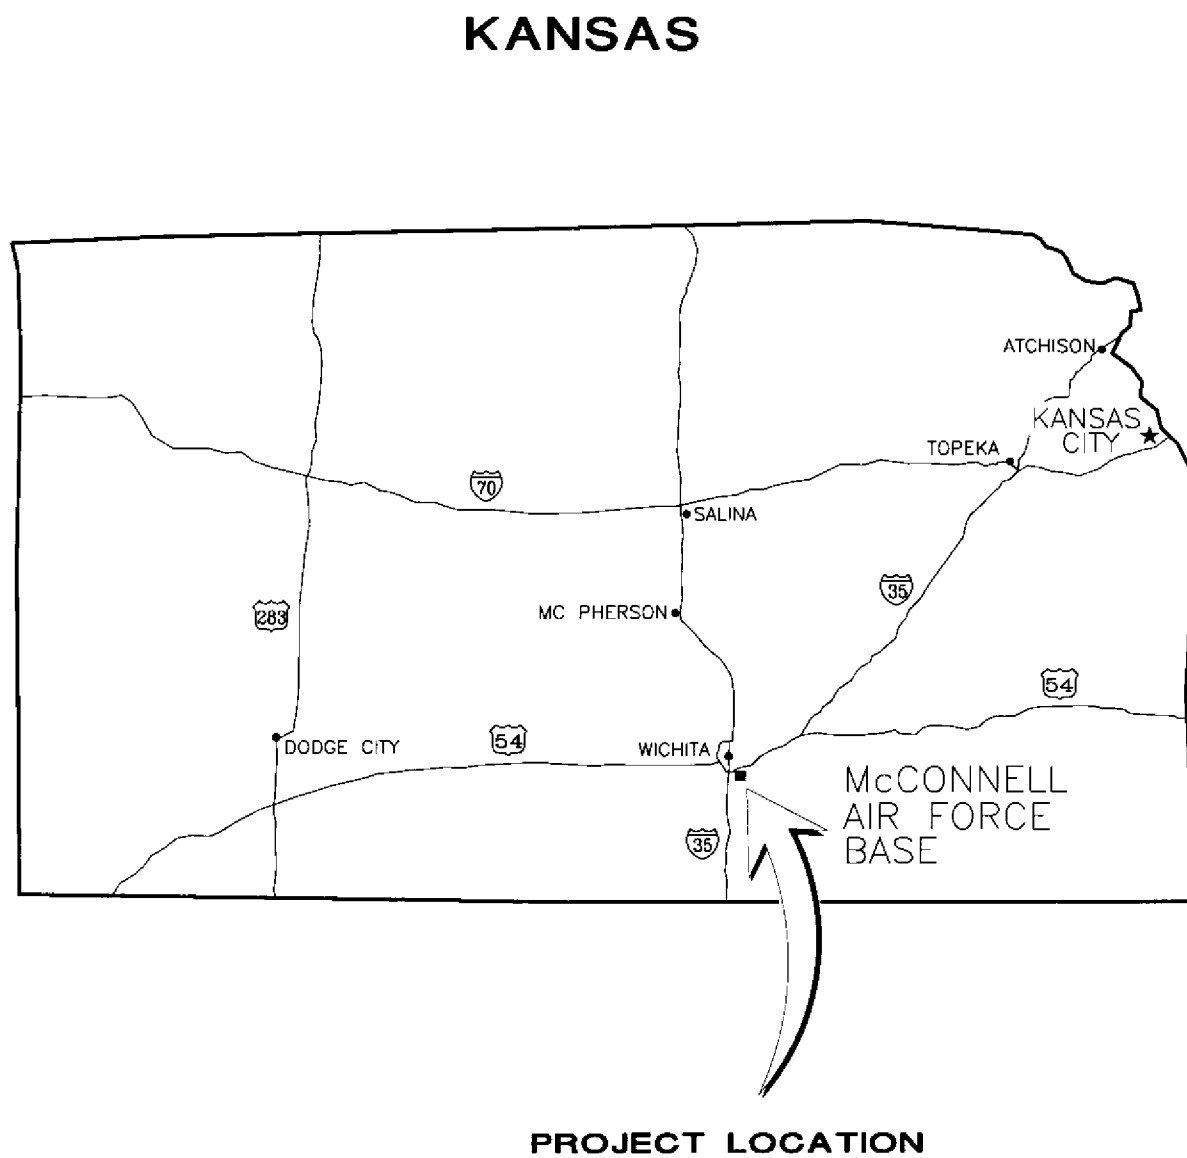 KANSAS
ATCHISON
KANSAS
CITY
TOPEKA
70
SALINA
35
283
MC PHERSON
54
54
DODGE CITY
WICHITA
McCONNELL
AIR FORCE
BASE
35
PROJECT LOCATION